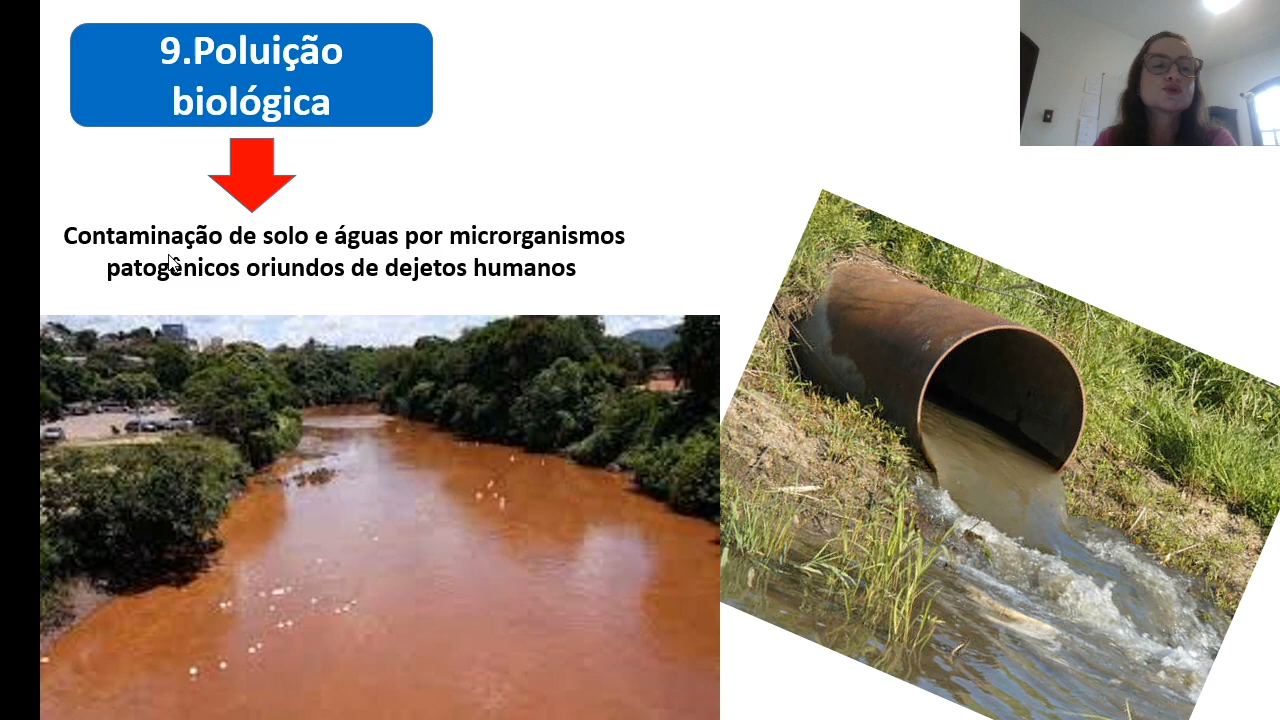 9.Poluição
biológica
Contaminação de solo e águas por microrganismos
patogênicos oriundos de dejetos humanos